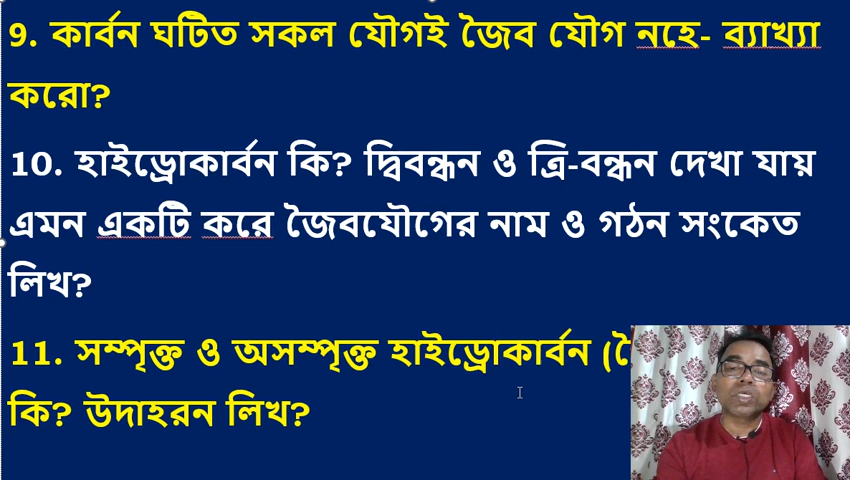 9. কার্বন ঘটিত সকল যৌগই জৈব যৌগ নহে- ব্যাখ্যা
করো?
10. হাইড্রোকার্বন কি? দ্বিবন্ধন ও ত্রি-বন্ধন দেখা যায়
এমন একটি করে জৈবযৌগের নাম ও গঠন সংকেত
লিখ?
11. সম্পৃক্ত ও অসম্পৃক্ত হাইড্রোকার্বন (
কি? উদাহরন লিখ?